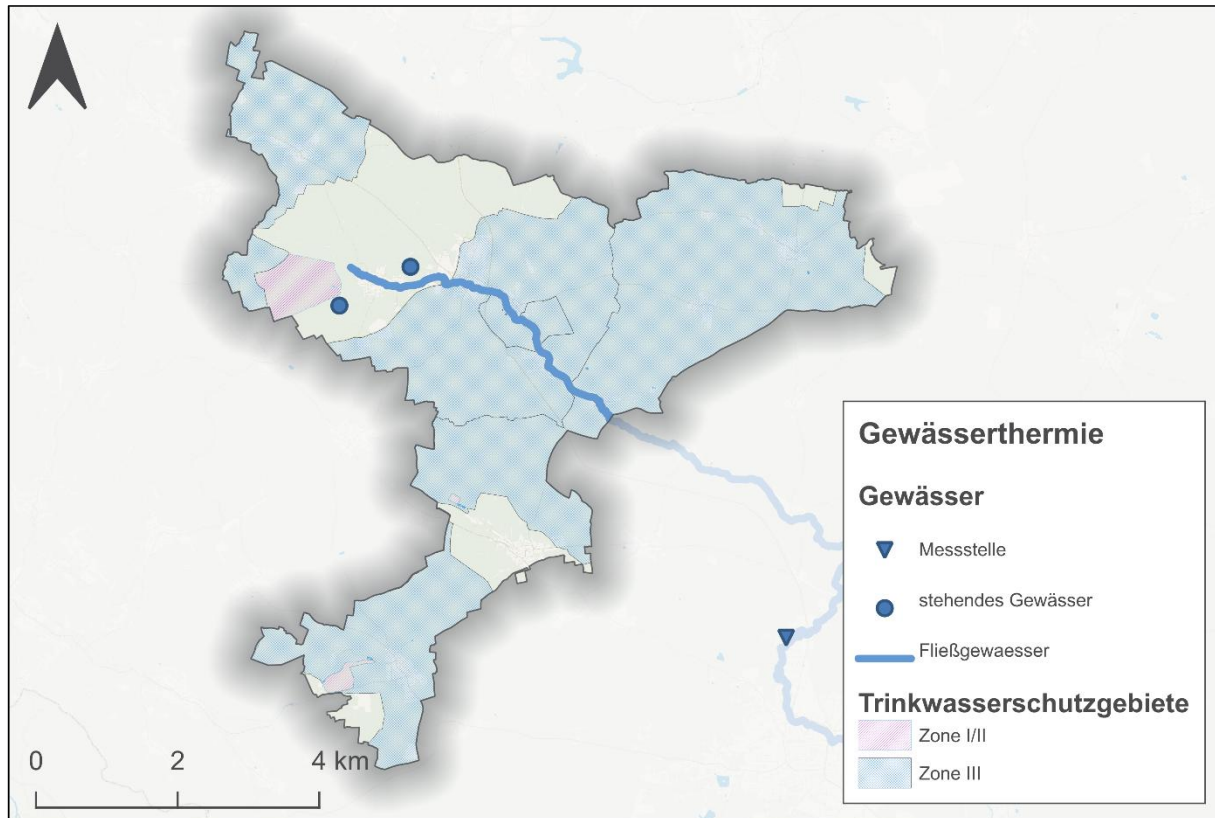 Gewässerthermie
Gewässer
Messstelle
stehendes Gewässer
Fließgewaesser
Trinkwasserschutzgebiete
Zone I/II
Zone III
0 2 4 km